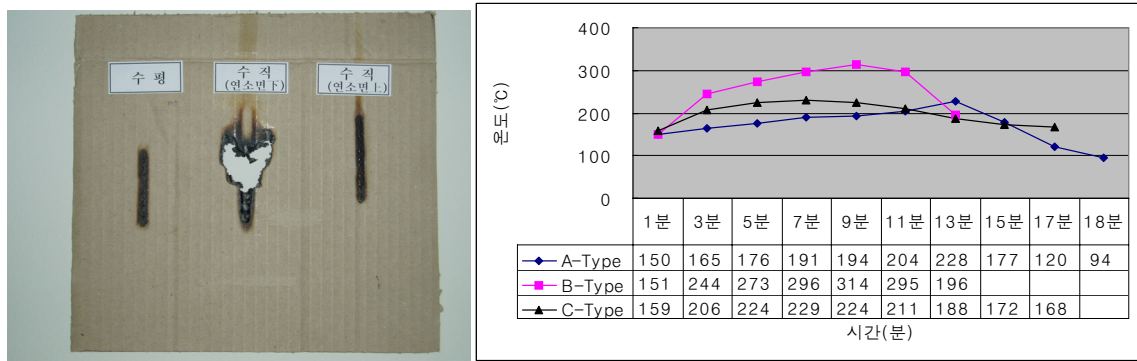 수 평
수 직
(연소면下)
수 직
(연소면上)
400
300
200
100
0
온도(℃)
1분 3분 5분 7분 9분 11분 13분 15분 17분 18분
A-Type 150 165 176 191 194 204 228 177 120 94
B-Type 151 244 273 296 314 295 196
C-Type 159 206 224 229 224 211 188 172 168
시간(분)